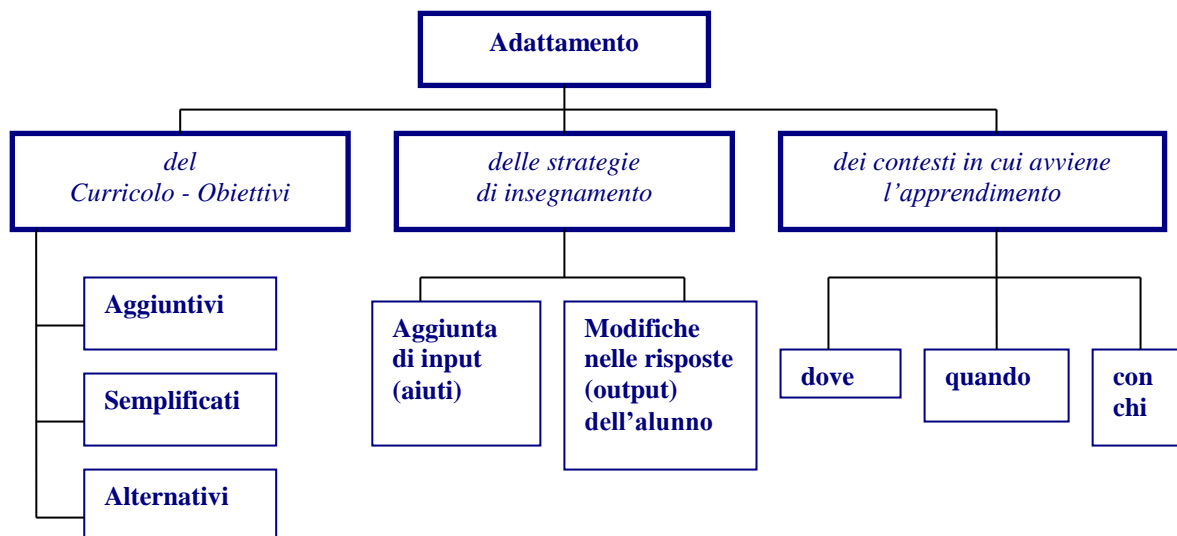 Adattamento
del
Curricolo - Obiettivi
delle strategie
di insegnamento
dei contesti in cui avviene
l’apprendimento
Aggiuntivi
Semplificati
Alternativi
Aggiunta
di input
(aiuti)
Modifiche
nelle risposte
(output)
dell’alunno
dove
quando
con
chi